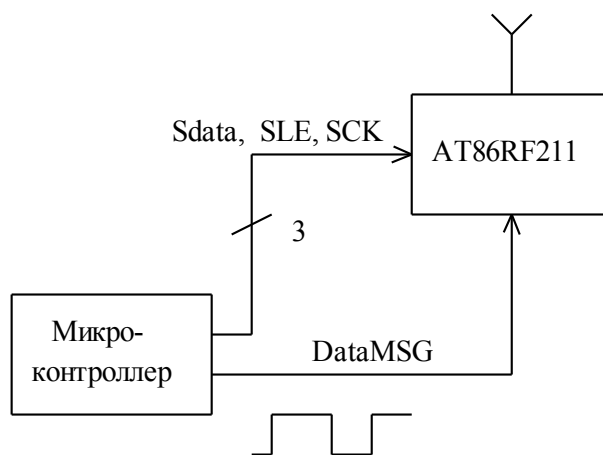 Sdata, SLE, SCK
AT86RF211
3
Микро-
контроллер
DataMSG